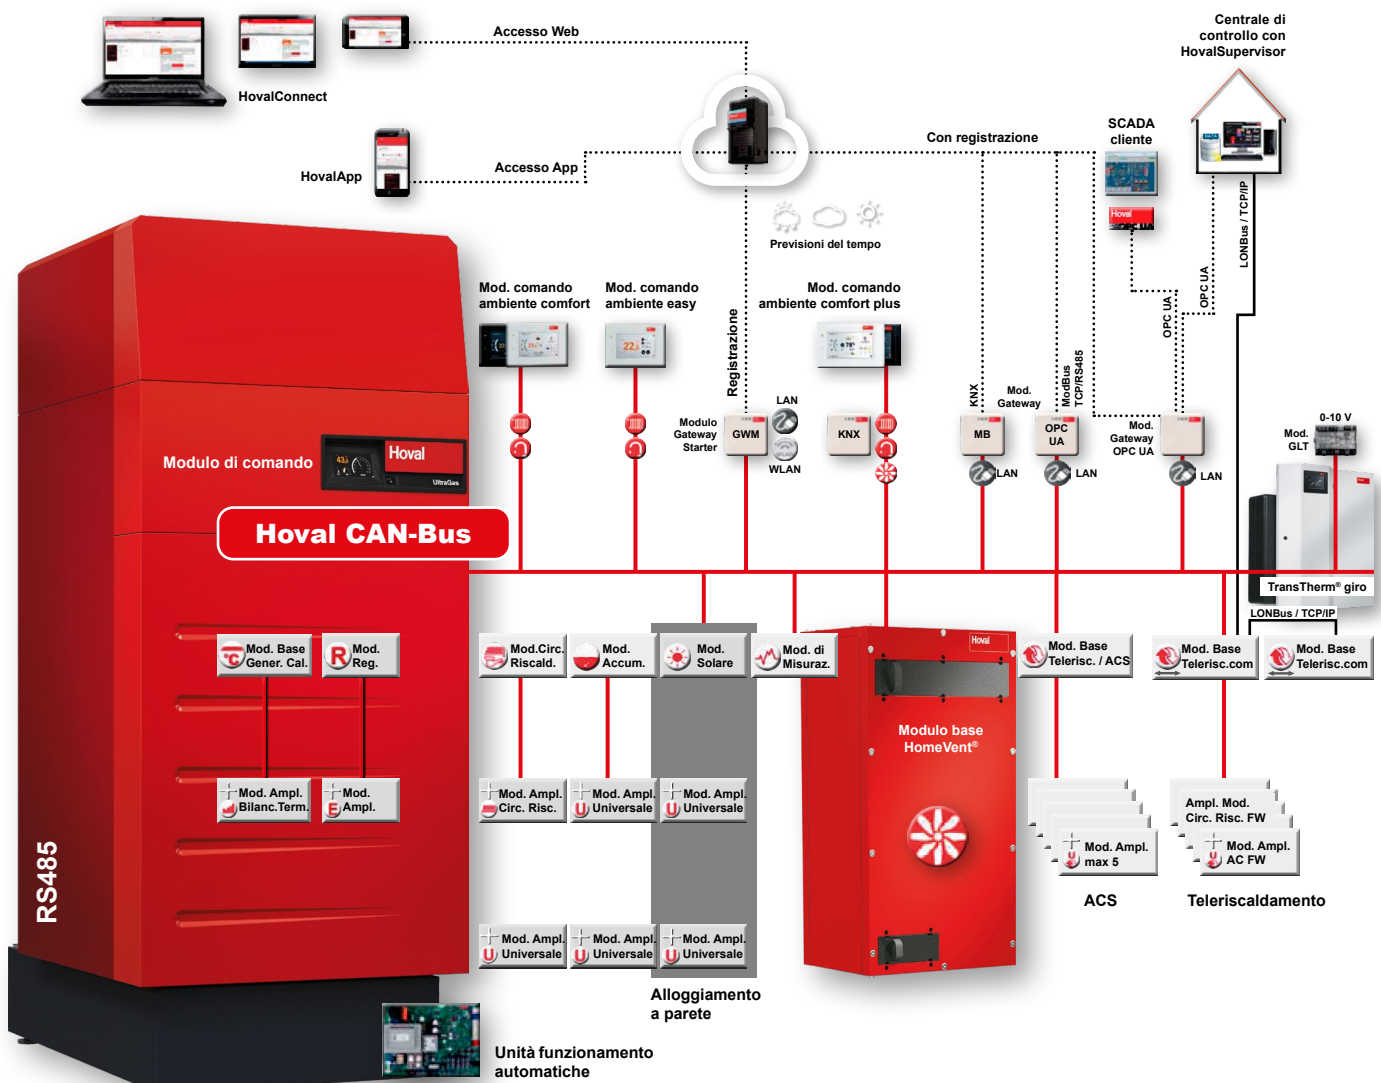 Accesso Web
HovalConnect
Accesso App
HovalApp
Hoval
Con registrazione
SCADA
cliente
Hoval
OPC UA
Centrale di
controllo con
HovalSupervisor
DATA
LONBus / TCP/IP
OPC UA
OPC UA
Previsioni del tempo
Registrazione
Mod. comando
ambiente comfort
Mod. comando
ambiente easy
22.5
Mod. comando
ambiente comfort plus
KNX
Mod.
Gateway
ModBus
TCP/RS485
Modulo
Gateway
Starter
GWM
LAN
WLAN
KNX
MB
LAN
OPC
UA
LAN
Mod.
Gateway
OPC UA
LAN
0-10 V
Mod.
GLT
Modulo di comando
Hoval
UltraGas
Hoval CAN-Bus
TransTherm® giro
LONBus / TCP/IP
°C
Mod. Base
Gener. Cal.
R
Mod.
Reg.
Mod.Circ.
Riscald.
Mod.
Accum.
Mod.
Solare
Mod. di
Misuraz.
Hoval
Modulo base
HomeVent®
Mod. Base
Telerisc. / ACS
Mod. Base
Telerisc.com
Mod. Base
Telerisc.com
Mod. Ampl.
Bilanc.Term.
E
Mod.
Ampl.
Mod. Ampl.
Circ. Risc.
U
Mod. Ampl.
Universale
U
Mod. Ampl.
Universale
Mod. Ampl.
max 5
ACS
Ampl. Mod.
Circ. Risc. FW
Mod. Ampl.
AC FW
Teleriscaldamento
RS485
U
Mod. Ampl.
Universale
U
Mod. Ampl.
Universale
U
Mod. Ampl.
Universale
Alloggiamento
a parete
Unità funzionamento
automatiche